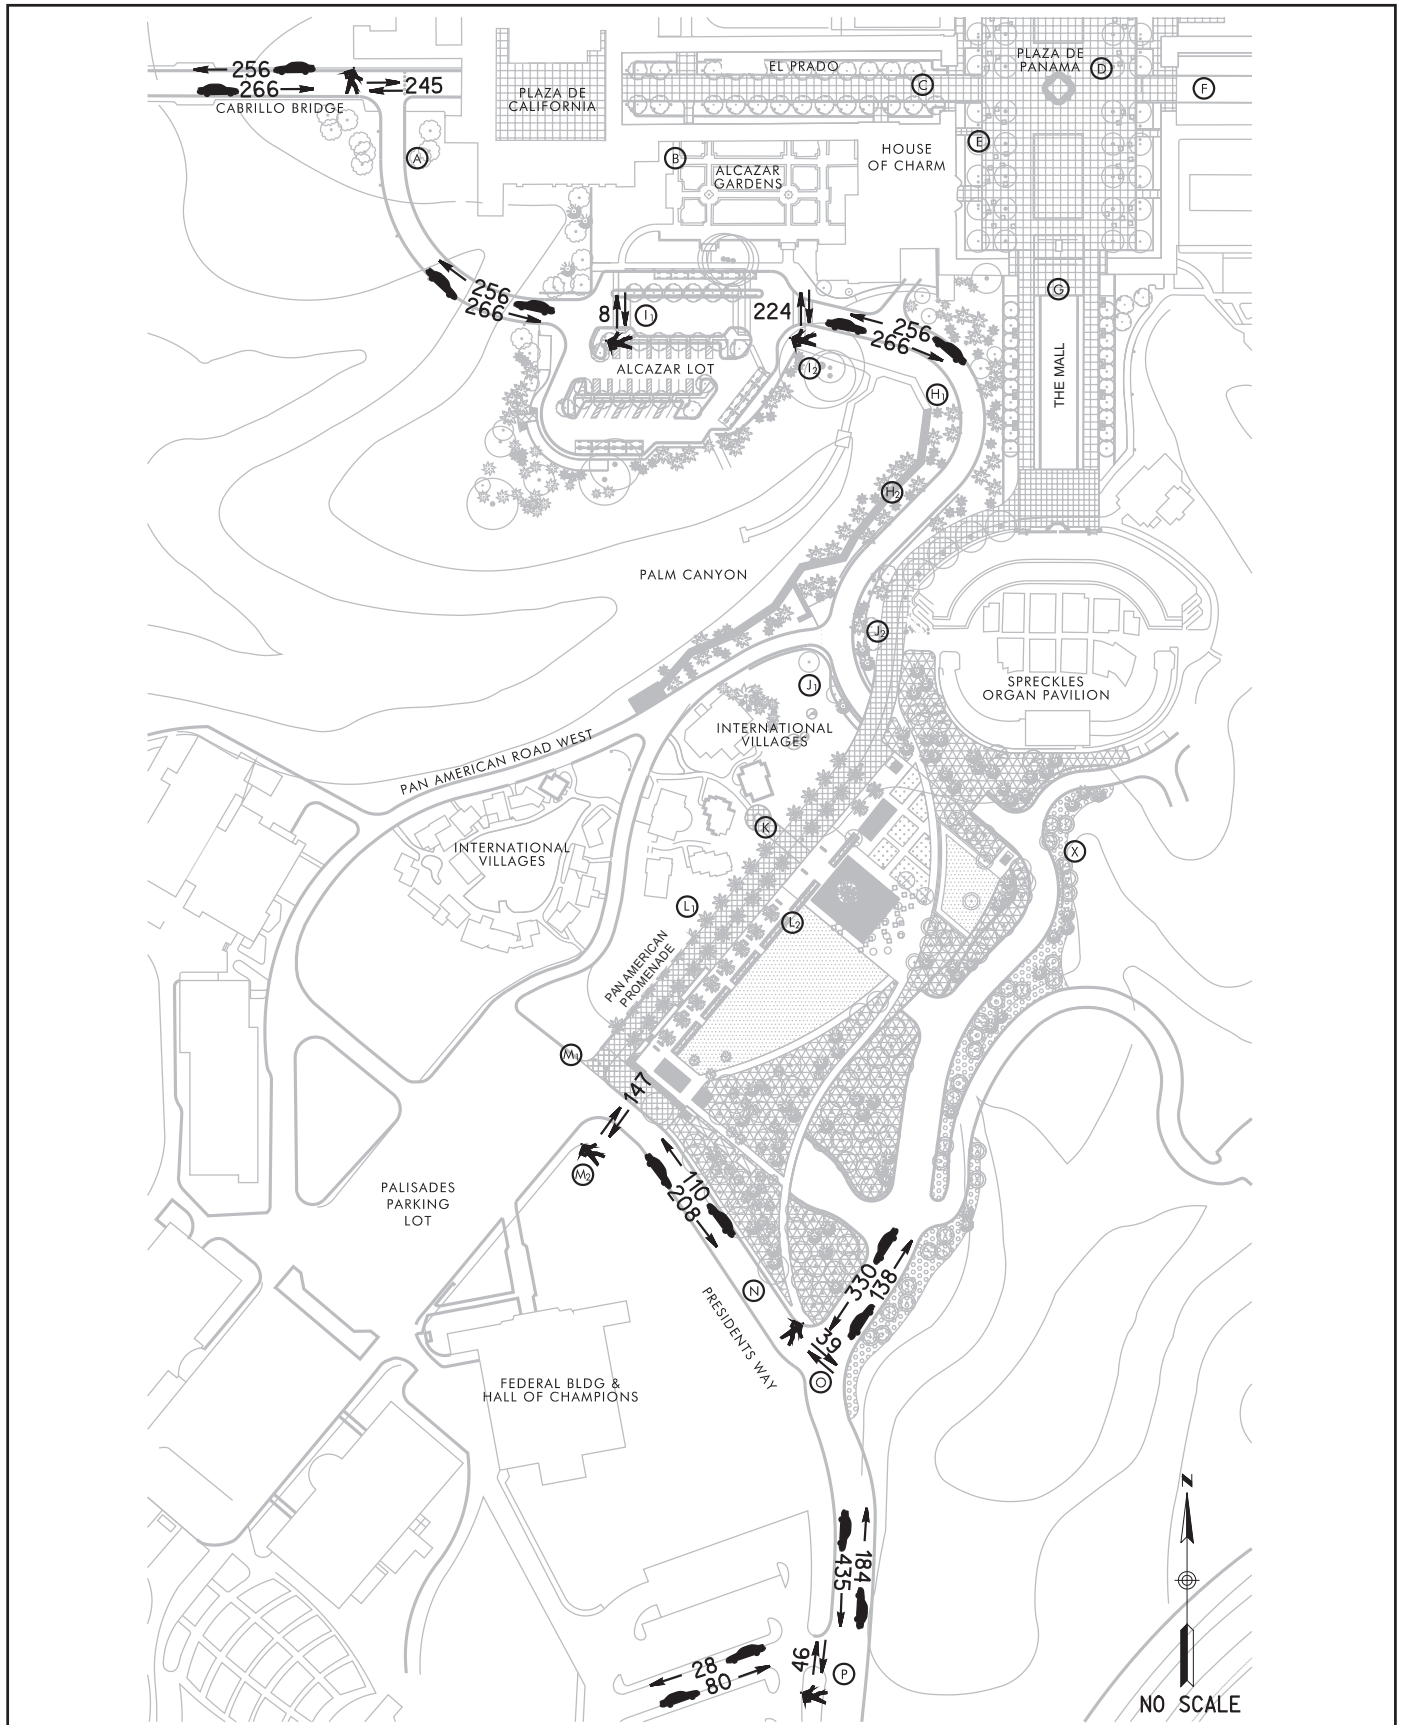 256
266
245
CABRILLO BRIDGE
PLAZA DE
CALIFORNIA
EL PRADO
PLAZA DE
PANAMA
D
C
F
A
B
ALCAZAR
GARDENS
HOUSE
OF CHARM
E
G
256
266
8
I1
224
256
266
ALCAZAR LOT
I2
H1
THE MALL
H2
PALM CANYON
J2
SPRECKLES
ORGAN PAVILION
J1
INTERNATIONAL
VILLAGES
PAN AMERICAN ROAD WEST
K
INTERNATIONAL
VILLAGES
X
L1
L2
PAN AMERICAN
PROMENADE
M1
147
M2
110
208
PALISADES
PARKING
LOT
N
330
138
PRESIDENTS WAY
39
O
FEDERAL BLDG &
HALL OF CHAMPIONS
N
184
435
46
P
28
80
NO SCALE